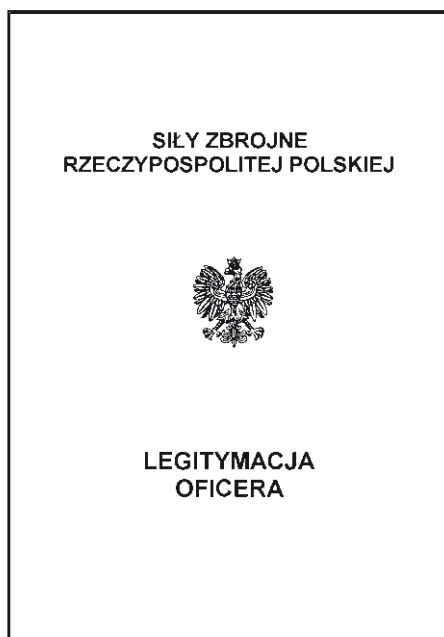 SIŁY ZBROJNE
RZECZYPOSPOLITEJ POLSKIEJ
LEGITYMACJA
OFICERA